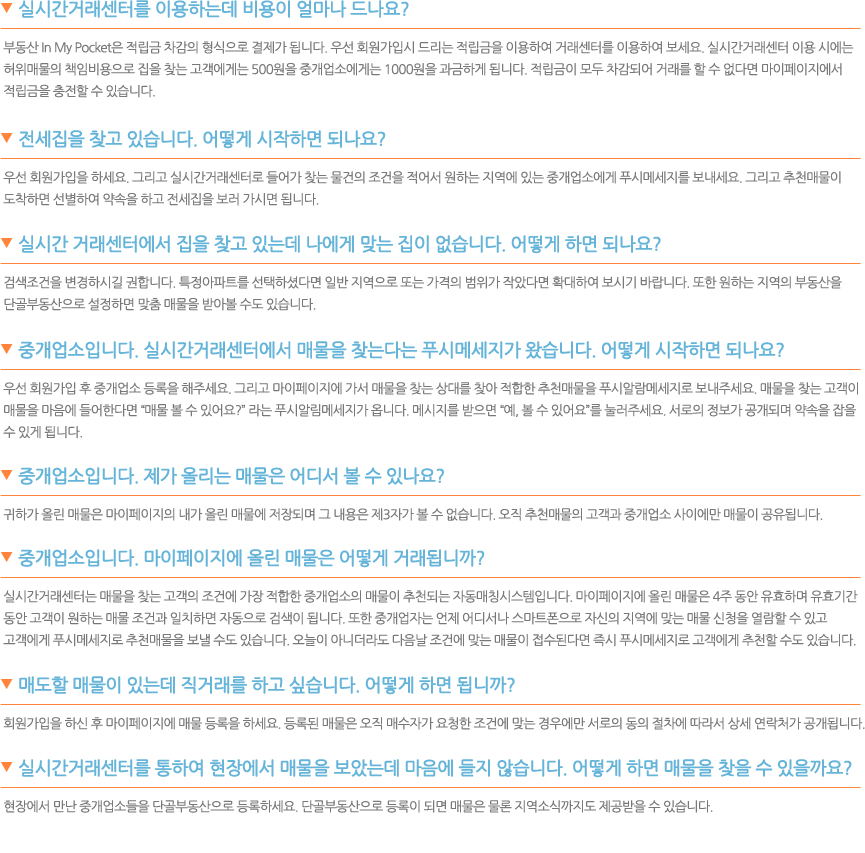 ▼ 실시간거래센터를 이용하는데 비용이 얼마나 드나요?
부동산 In My Pocket은 적립금 차감의 형식으로 결제가 됩니다. 우선 회원가입시 드리는 적립금을 이용하여 거래센터를 이용하여 보세요. 실시간거래센터 이용 시에는
허위매물의 책임비용으로 집을 찾는 고객에게는 500원을 중개업소에게는 1000원을 과금하게 됩니다. 적립금이 모두 차감되어 거래를 할 수 없다면 마이페이지에서
적립금을 충전할 수 있습니다.
▼ 전세집을 찾고 있습니다. 어떻게 시작하면 되나요?
우선 회원가입을 하세요. 그리고 실시간거래센터로 들어가 찾는 물건의 조건을 적어서 원하는 지역에 있는 중개업소에게 푸시메세지를 보내세요. 그리고 추천매물이
도착하면 선별하여 약속을 하고 전세집을 보러 가시면 됩니다.
▼ 실시간 거래센터에서 집을 찾고 있는데 나에게 맞는 집이 없습니다. 어떻게 하면 되나요?
검색조건을 변경하시길 권합니다. 특정아파트를 선택하셨다면 일반 지역으로 또는 가격의 범위가 작았다면 확대하여 보시기 바랍니다. 또한 원하는 지역의 부동산을
단골부동산으로 설정하면 맞춤 매물을 받아볼 수도 있습니다.
▼ 중개업소입니다. 실시간거래센터에서 매물을 찾는다는 푸시메세지가 왔습니다. 어떻게 시작하면 되나요?
우선 회원가입 후 중개업소 등록을 해주세요. 그리고 마이페이지에 가서 매물을 찾는 상대를 찾아 적합한 추천매물을 푸시알람메세지로 보내주세요. 매물을 찾는 고객이
매물을 마음에 들어한다면 “매물 볼 수 있어요?” 라는 푸시알림메세지가 옵니다. 메시지를 받으면 “예, 볼 수 있어요”를 눌러주세요. 서로의 정보가 공개되며 약속을 잡을
수 있게 됩니다.
▼ 중개업소입니다. 제가 올리는 매물은 어디서 볼 수 있나요?
귀하가 올린 매물은 마이페이지의 내가 올린 매물에 저장되며 그 내용은 제3자가 볼 수 없습니다. 오직 추천매물의 고객과 중개업소 사이에만 매물이 공유됩니다.
▼ 중개업소입니다. 마이페이지에 올린 매물은 어떻게 거래됩니까?
실시간거래센터는 매물을 찾는 고객의 조건에 가장 적합한 중개업소의 매물이 추천되는 자동매칭시스템입니다. 마이페이지에 올린 매물은 4주 동안 유효하며 유효기간
동안 고객이 원하는 매물 조건과 일치하면 자동으로 검색이 됩니다. 또한 중개업자는 언제 어디서나 스마트폰으로 자신의 지역에 맞는 매물 신청을 열람할 수 있고
고객에게 푸시메세지로 추천매물을 보낼 수도 있습니다. 오늘이 아니더라도 다음날 조건에 맞는 매물이 접수된다면 즉시 푸시메세지로 고객에게 추천할 수도 있습니다.
▼ 매도할 매물이 있는데 직거래를 하고 싶습니다. 어떻게 하면 됩니까?
회원가입을 하신 후 마이페이지에 매물 등록을 하세요. 등록된 매물은 오직 매수자가 요청한 조건에 맞는 경우에만 서로의 동의 절차에 따라서 상세 연락처가 공개됩니다.
▼ 실시간거래센터를 통하여 현장에서 매물을 보았는데 마음에 들지 않습니다. 어떻게 하면 매물을 찾을 수 있을까요?
현장에서 만난 중개업소들을 단골부동산으로 등록하세요. 단골부동산으로 등록이 되면 매물은 물론 지역소식까지도 제공받을 수 있습니다.